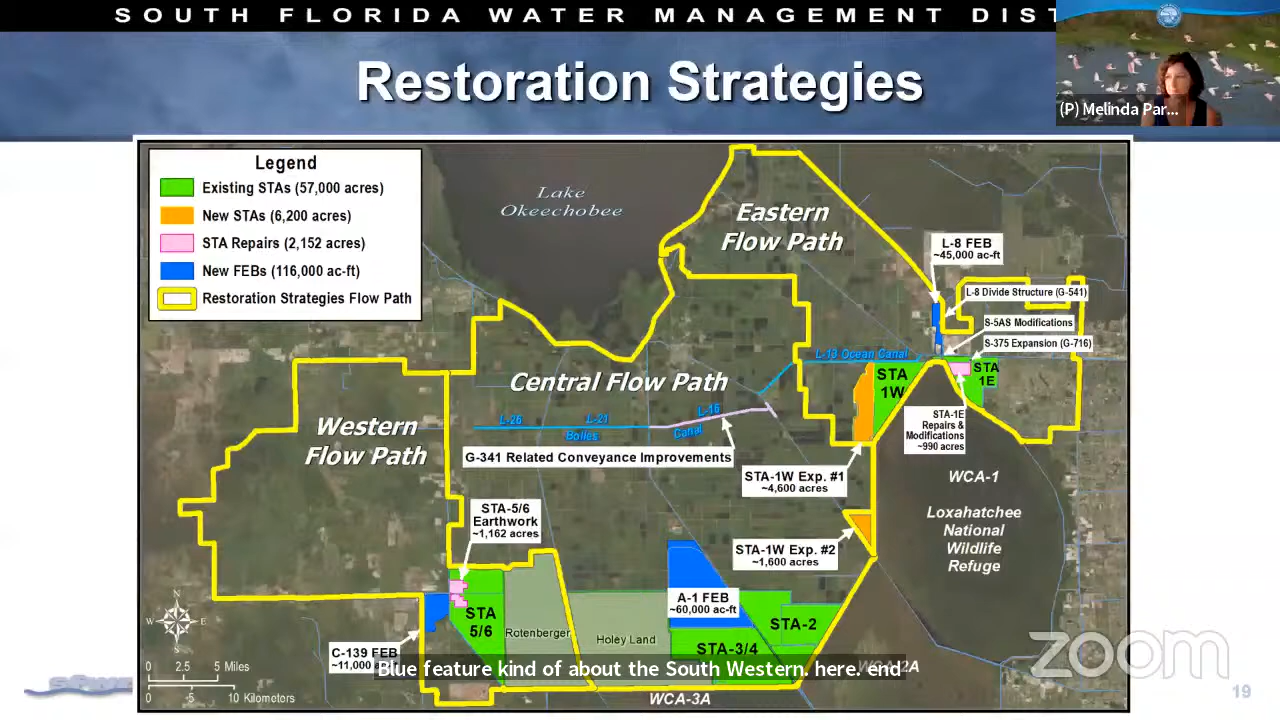 SOUTH FLORIDA WATER MANAGEMENT DIST
Restoration Strategies
(P) Melinda Par...
Legend
Existing STAs (57,000 acres)
New STAs (6,200 acres)
STA Repairs (2,152 acres)
New FEBs (116,000 ac-ft)
Restoration Strategies Flow Path
Lake
Okeechobee
Eastern
Flow Path
L-8 FEB
~45,000 ac-ft
L-8 Divide Structure (G-541)
S-5AS Modifications
S-375 Expansion (G-716)
L-13 Ocean Canal
STA
1W
STA
1E
Central Flow Path
L-26
L-21
L-16
Bolles
Canal
G-341 Related Conveyance Improvements
Western
Flow Path
STA-1E
Repairs &
Modifications
~990 acres
STA-1W Exp. #1
~4,600 acres
WCA-1
Loxahatchee
National
Wildlife
Refuge
STA-5/6
Earthwork
~1,162 acres
STA-1W Exp. #2
~1,600 acres
A-1 FEB
~60,000 ac-ft
STA
5/6
Rotenberger
Holey Land
STA-2
STA-3/4
C-139 FEB
~11,000
N
W
E
S
0 2.5 5 Miles
0 5 10 Kilometers
WCA-3A
2A
Blue feature kind of about the South Western. here. end
zoom
19